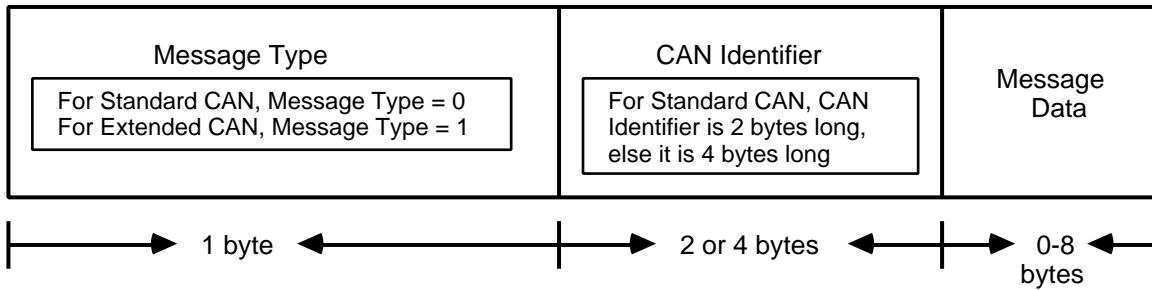 Message Type
For Standard CAN, Message Type = 0
For Extended CAN, Message Type = 1
CAN Identifier
For Standard CAN, CAN
Identifier is 2 bytes long,
else it is 4 bytes long
Message
Data
1 byte
2 or 4 bytes
0-8
bytes